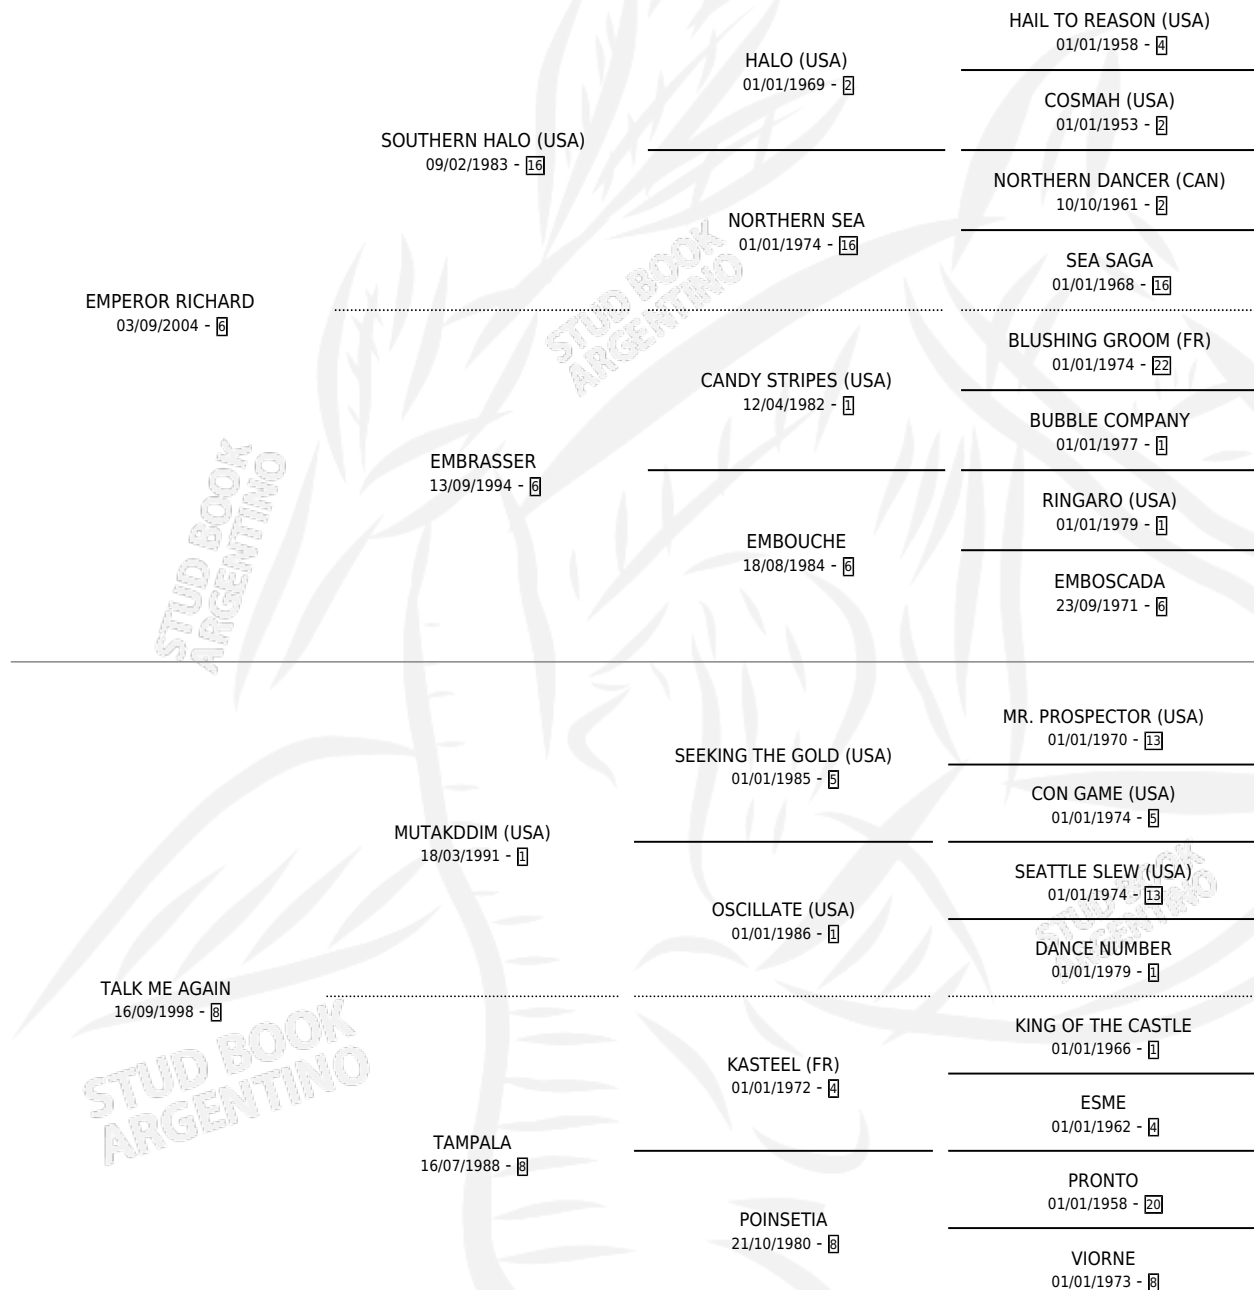 HAIL TO REASON (USA)
01/01/1958 - 4
HALO (USA)
01/01/1969 - 2
COSMAH (USA)
01/01/1953 - 2
SOUTHERN HALO (USA)
09/02/1983 - 16
NORTHERN DANCER (CAN)
10/10/1961 - 2
NORTHERN SEA
01/01/1974 - 16
SEA SAGA
01/01/1968 - 16
EMPEROR RICHARD
03/09/2004 - 6
BLUSHING GROOM (FR)
01/01/1974 - 22
CANDY STRIPES (USA)
12/04/1982 - 1
BUBBLE COMPANY
01/01/1977 - 1
EMBRASSER
13/09/1994 - 6
RINGARO (USA)
01/01/1979 - 1
EMBOUCHE
18/08/1984 - 6
EMBOSCADA
23/09/1971 - 6
STUD BOOK
ARGENTINO
STUD BOOK
ARGENTINO
MR. PROSPECTOR (USA)
01/01/1970 - 13
SEEKING THE GOLD (USA)
01/01/1985 - 5
CON GAME (USA)
01/01/1974 - 5
MUTAKDDIM (USA)
18/03/1991 - 1
SEATTLE SLEW (USA)
01/01/1974 - 13
OSCILLATE (USA)
01/01/1986 - 1
DANCE NUMBER
01/01/1979 - 1
STUD BOOK
ARGENTINO
TALK ME AGAIN
16/09/1998 - 8
KING OF THE CASTLE
01/01/1966 - 1
KASTEEL (FR)
01/01/1972 - 4
ESME
01/01/1962 - 4
TAMPALA
16/07/1988 - 8
PRONTO
01/01/1958 - 20
POINSETIA
21/10/1980 - 8
VIORNE
01/01/1973 - 8
STUD BOOK
ARGENTINO